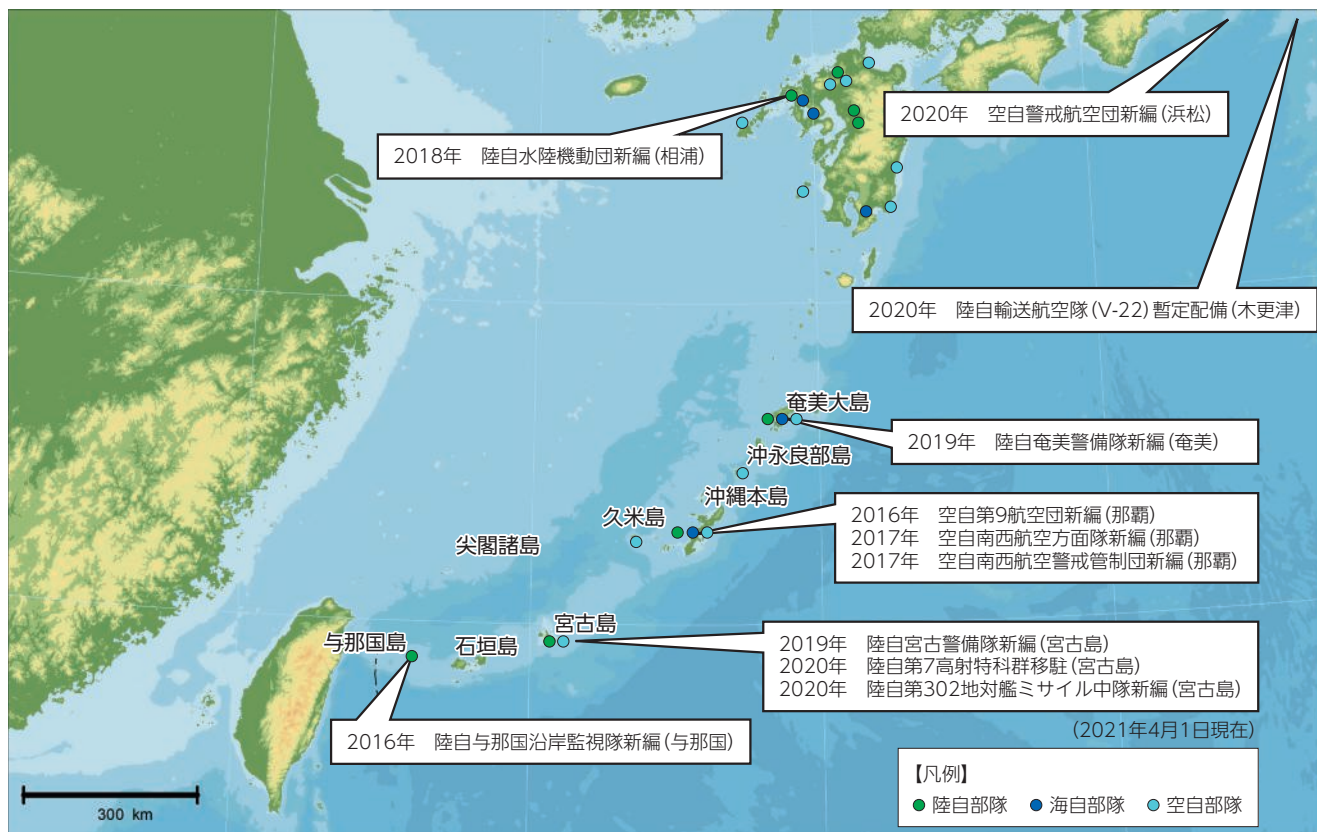 2020年　空自警戒航空団新編(浜松)
2018年　陸自水陸機動団新編(相浦)
2020年　陸自輸送航空隊(V-22)暫定配備(木更津)
奄美大島
2019年　陸自奄美警備隊新編(奄美)
沖永良部島
沖縄本島
久米島
2016年　空自第9航空団新編(那覇)
2017年　空自南西航空方面隊新編(那覇)
2017年　空自南西航空警戒管制団新編(那覇)
尖閣諸島
宮古島
与那国島
石垣島
2019年　陸自宮古警備隊新編(宮古島)
2020年　陸自第7高射特科群移駐(宮古島)
2020年　陸自第302地対艦ミサイル中隊新編(宮古島)
2016年　陸自与那国沿岸監視隊新編(与那国)
(2021年4月1日現在)
【凡例】
陸自部隊　海自部隊　空自部隊
300 km